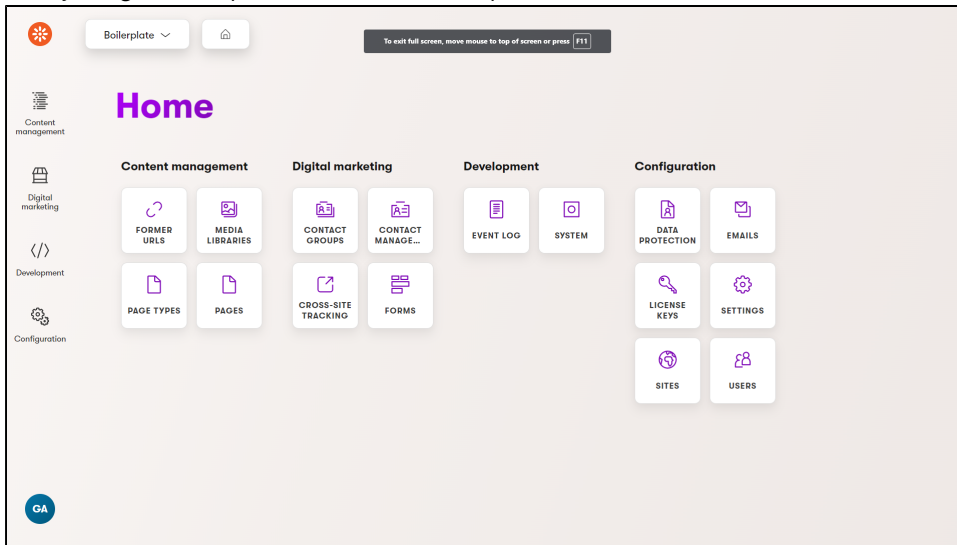 Boilerplate
To exit full screen, move mouse to top of screen or press F11
Home
Content
management
Digital
marketing
Development
Configuration
Content management
FORMER
URLS
MEDIA
LIBRARIES
PAGE TYPES
PAGES
Digital marketing
CONTACT
GROUPS
CONTACT
MANAGE...
CROSS-SITE
TRACKING
FORMS
Development
EVENT LOG
SYSTEM
Configuration
DATA
PROTECTION
EMAILS
LICENSE
KEYS
SETTINGS
SITES
USERS
GA